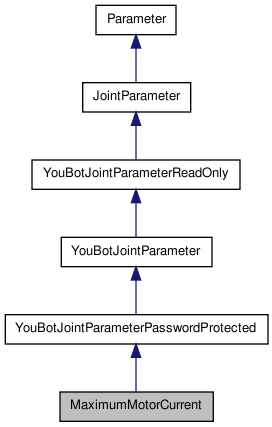 Parameter
JointParameter
YouBotJointParameterReadOnly
YouBotJointParameter
YouBotJointParameterPasswordProtected
MaximumMotorCurrent